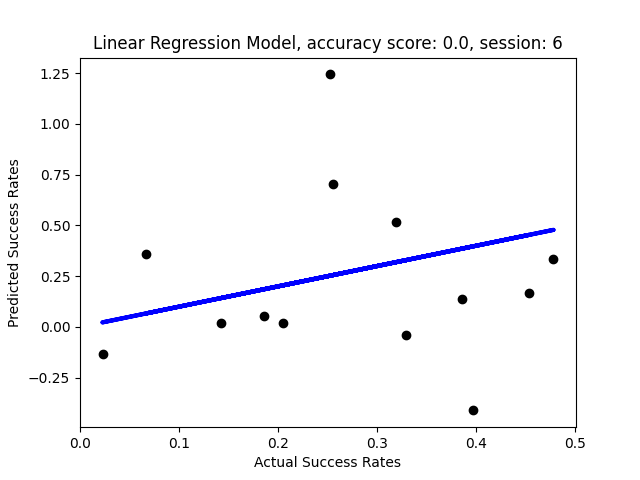 Linear Regression Model, accuracy score: 0.0, session: 6
1.25
1.00
0.75
0.50
0.25
0.00
−0.25
Predicted Success Rates
0.0 0.1 0.2 0.3 0.4 0.5
Actual Success Rates